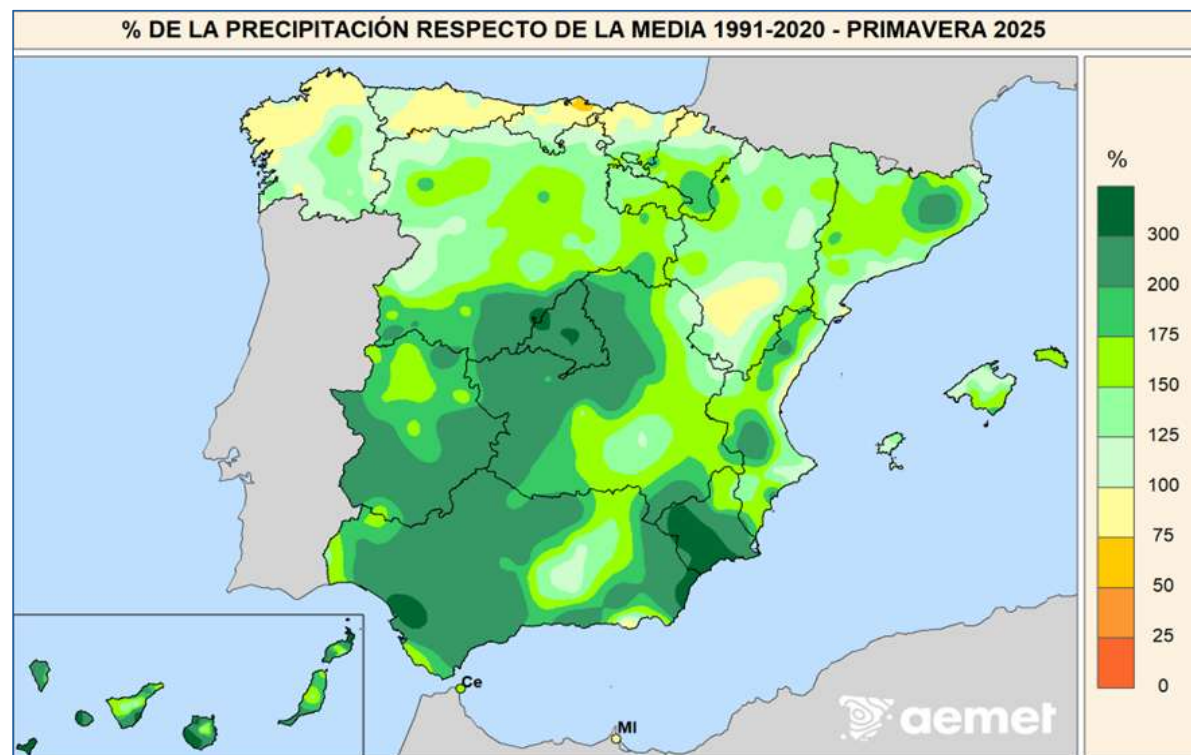 % DE LA PRECIPITACIÓN RESPECTO DE LA MEDIA 1991-2020 - PRIMAVERA 2025
%
300
200
175
150
125
100
75
50
25
0
Ce
Ml
aemet